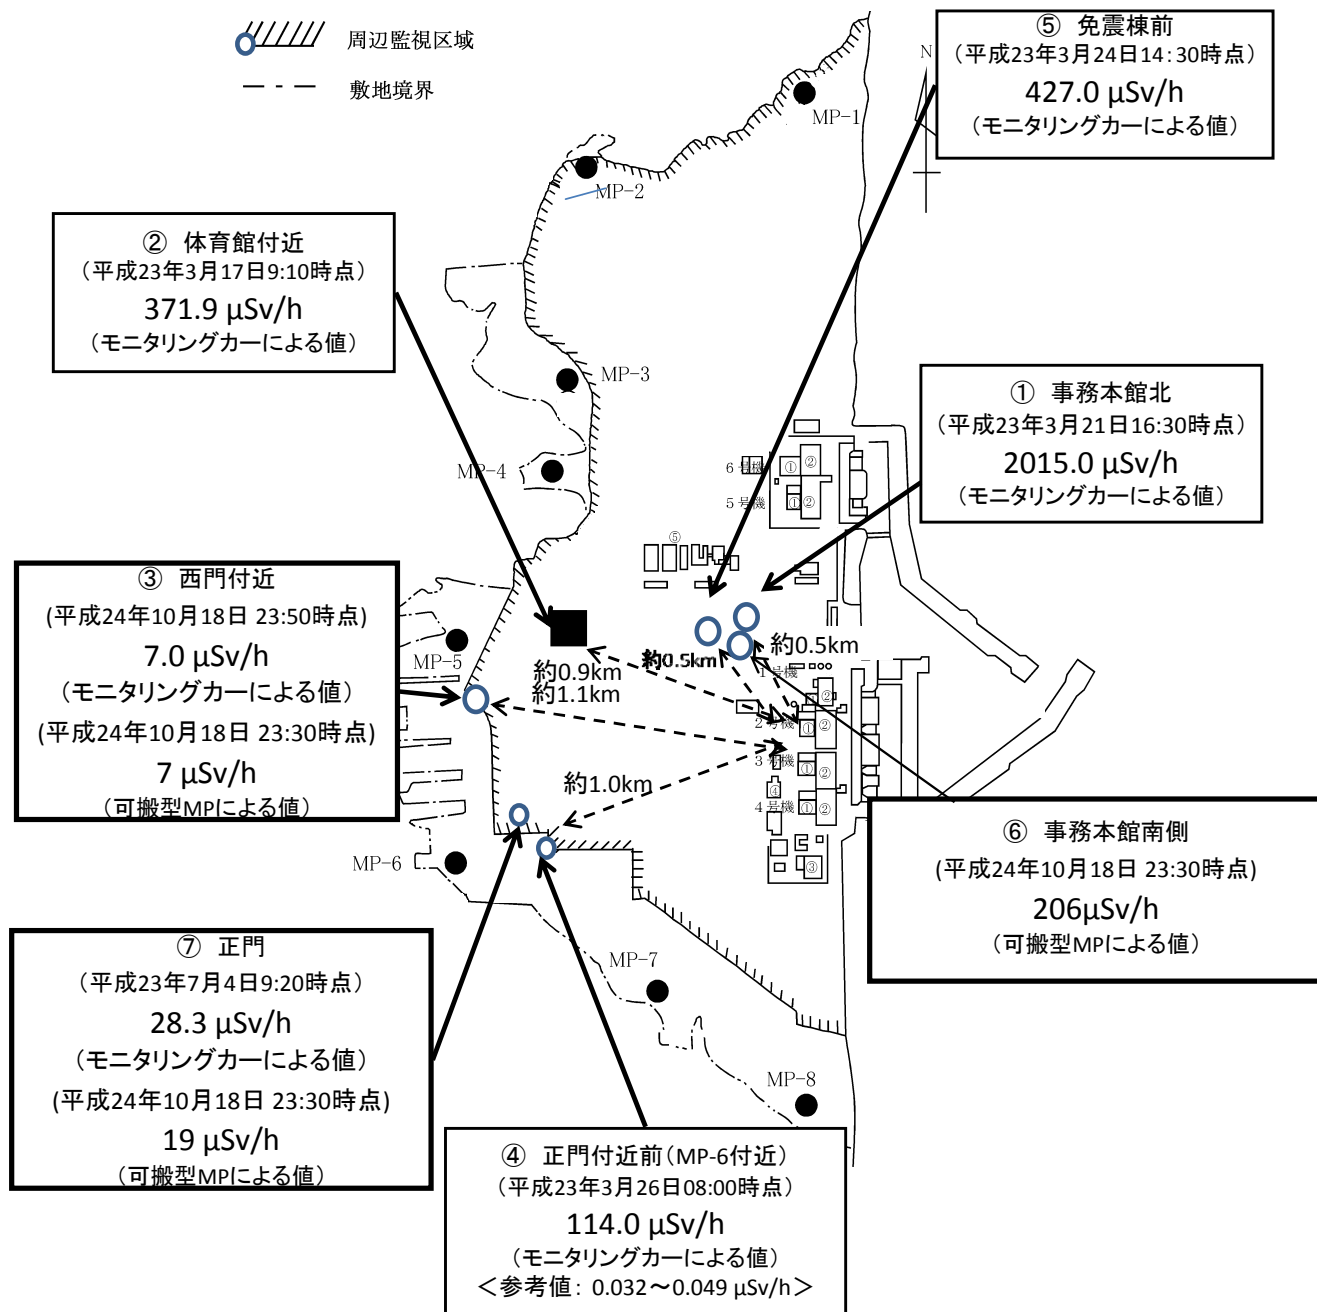 周辺監視区域
敷地境界
⑤ 免震棟前
(平成23年3月24日14:30時点)
427.0 μSv/h
(モニタリングカーによる値)
N
MP-1
MP-2
② 体育館付近
(平成23年3月17日9:10時点)
371.9 μSv/h
(モニタリングカーによる値)
MP-3
① 事務本館北
(平成23年3月21日16:30時点)
2015.0 μSv/h
(モニタリングカーによる値)
MP-4
6号機
① ②
5号機
① ②
⑤
③ 西門付近
(平成24年10月18日 23:50時点)
7.0 μSv/h
(モニタリングカーによる値)
(平成24年10月18日 23:30時点)
7 μSv/h
(可搬型MPによる値)
MP-5
約0.9km
約1.1km
約0.5km
約0.5km
1号機
②
2号機
① ②
3号機
① ②
④
4号機
① ②
③
約1.0km
MP-6
⑥ 事務本館南側
(平成24年10月18日 23:30時点)
206μSv/h
(可搬型MPによる値)
⑦ 正門
(平成23年7月4日9:20時点)
28.3 μSv/h
(モニタリングカーによる値)
(平成24年10月18日 23:30時点)
19 μSv/h
(可搬型MPによる値)
MP-7
MP-8
④ 正門付近前(MP-6付近)
(平成23年3月26日08:00時点)
114.0 μSv/h
(モニタリングカーによる値)
<参考値: 0.032～0.049 μSv/h>